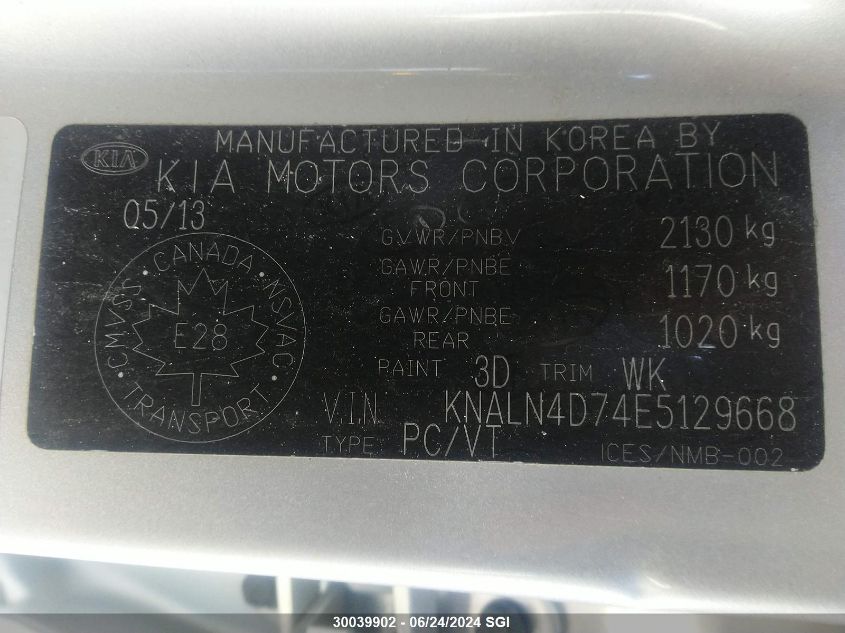 MANUFACTURED IN KOREA BY
KIA
KIA MOTORS CORPORATION
05/13
GVWR/PNBV 2130 kg
GAWR/PNBE FRONT 1170 kg
GAWR/PNBE REAR 1020 kg
PAINT 3D TRIM WK
V.I.N KNALN4D74E5129668
TYPE PC/VT
ICES/NMB-002
• CANADA •
CMVSS • NSVAC
E28
• TRANSPORT •
30039902 - 06/24/2024 SGI